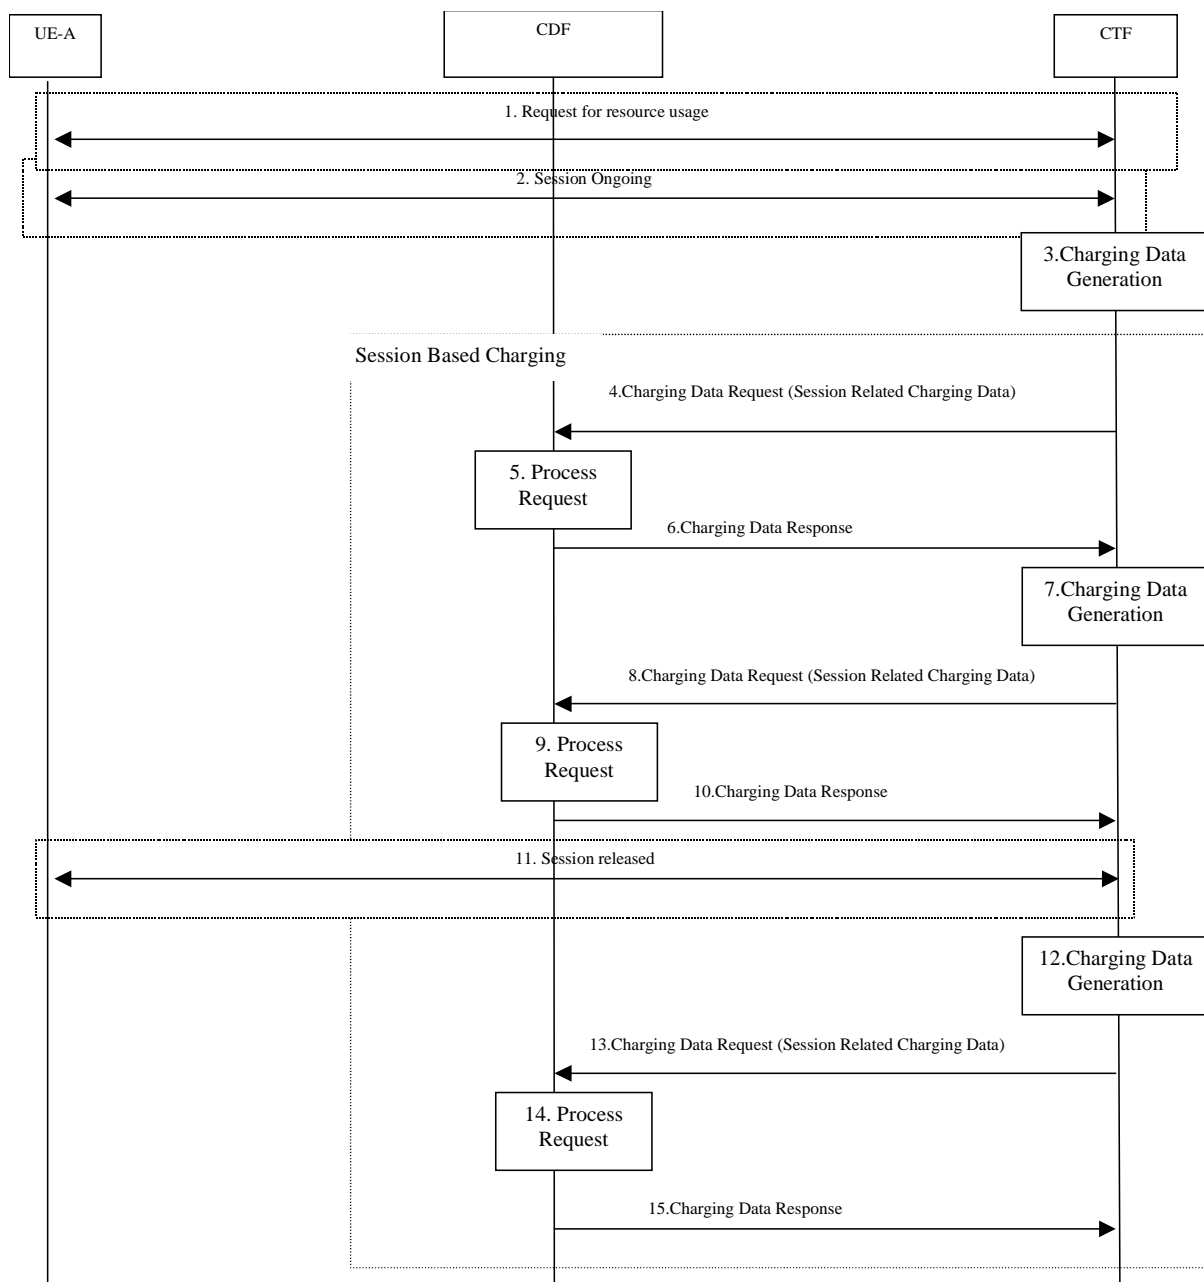 UE-A
CDF
CTF
1. Request for resource usage
2. Session Ongoing
3.Charging Data
Generation
Session Based Charging
4.Charging Data Request (Session Related Charging Data)
5. Process
Request
6.Charging Data Response
7.Charging Data
Generation
8.Charging Data Request (Session Related Charging Data)
9. Process
Request
10.Charging Data Response
11. Session released
12.Charging Data
Generation
13.Charging Data Request (Session Related Charging Data)
14. Process
Request
15.Charging Data Response